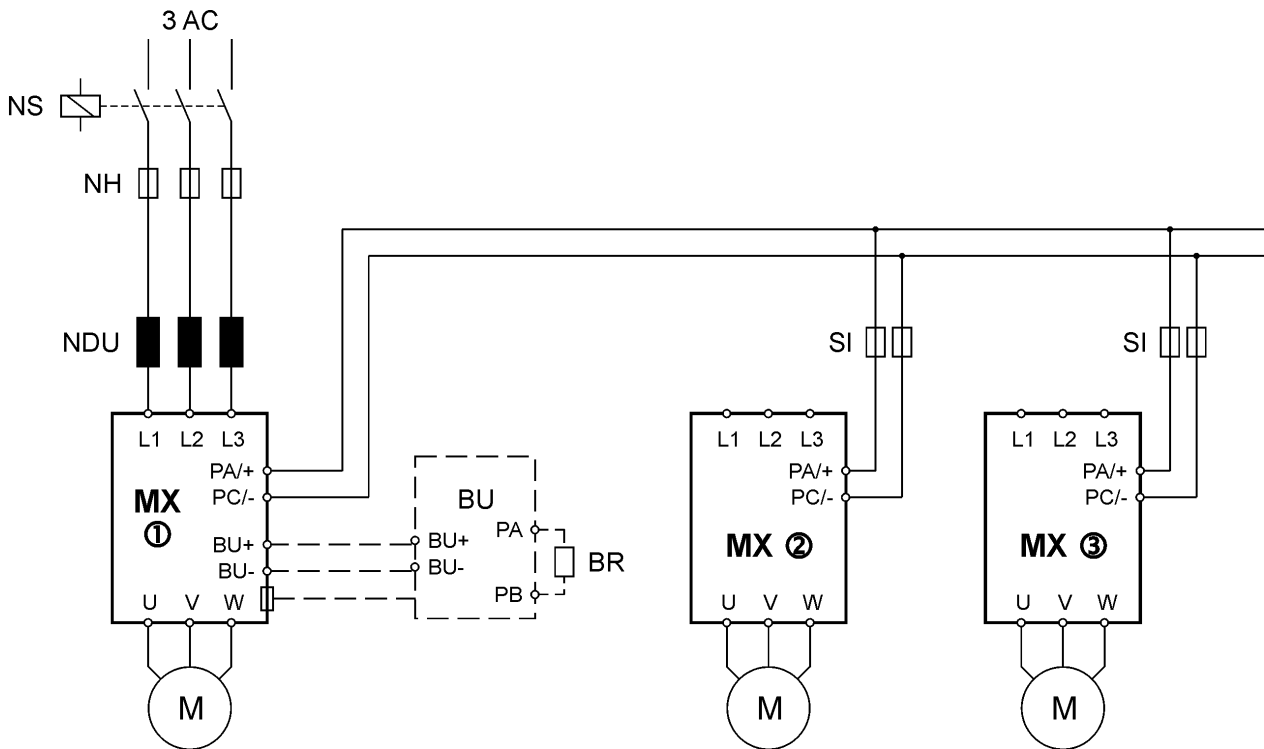 3 AC
NS
NH
NDU
SI
SI
L1 L2 L3
PA/+
PC/-
MX
①
BU+
BU-
U V W
M
BU
BU+
BU-
PA
PB
BR
L1 L2 L3
PA/+
PC/-
MX ②
U V W
M
L1 L2 L3
PA/+
PC/-
MX ③
U V W
M